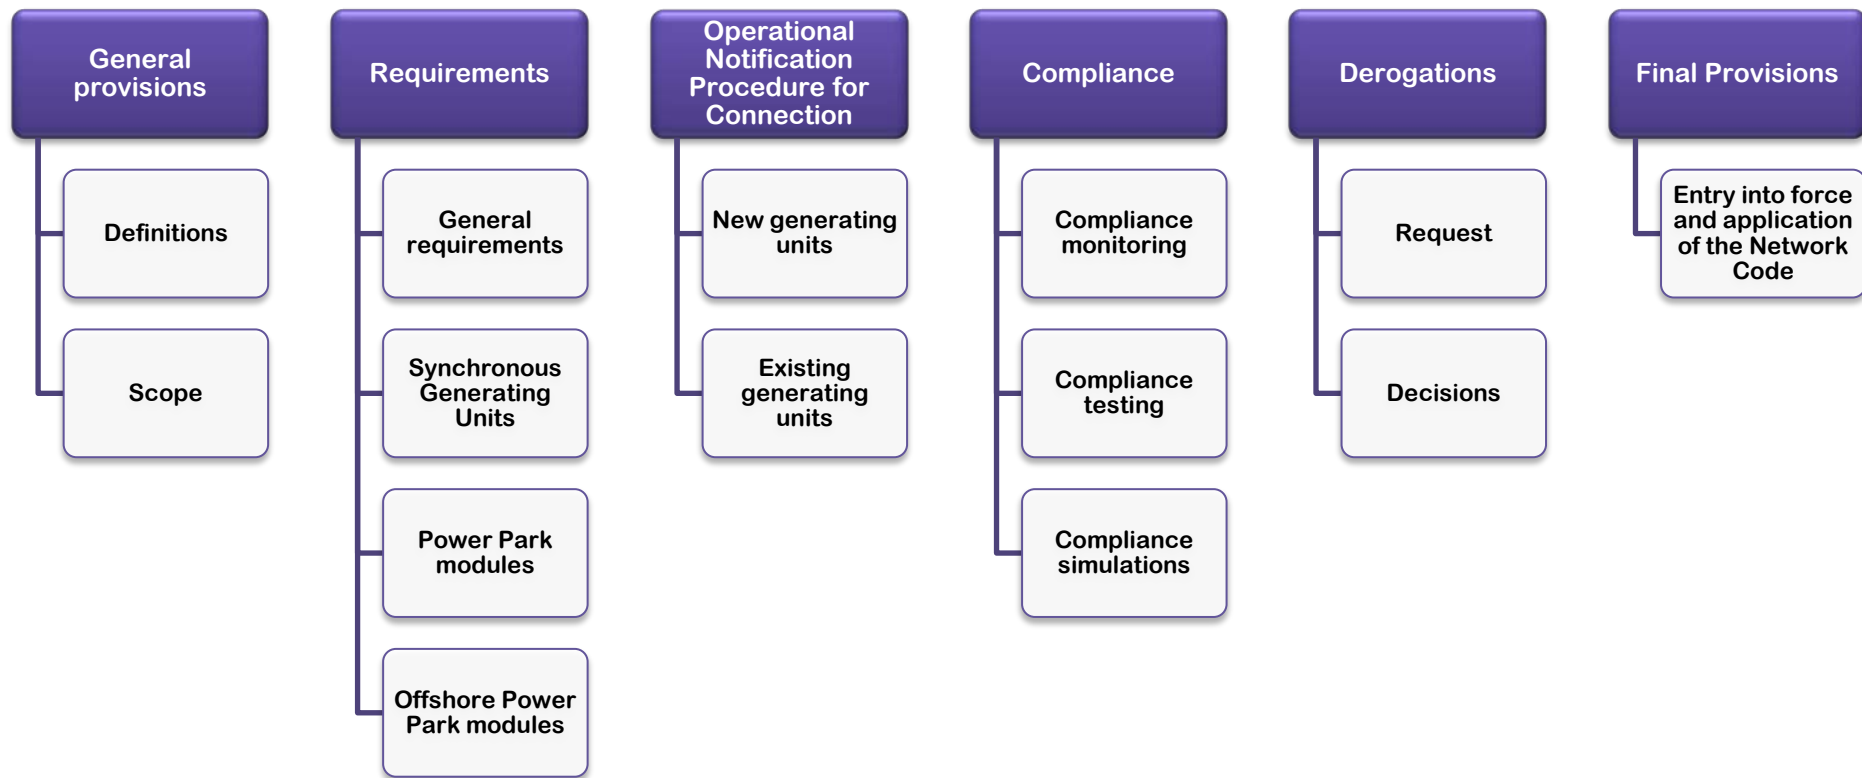 General
provisions
Definitions
Scope
Requirements
General
requirements
Synchronous
Generating
Units
Power Park
modules
Offshore Power
Park modules
Operational
Notification
Procedure for
Connection
New generating
units
Existing
generating
units
Compliance
Compliance
monitoring
Compliance
testing
Compliance
simulations
Derogations
Request
Decisions
Final Provisions
Entry into force
and application
of the Network
Code